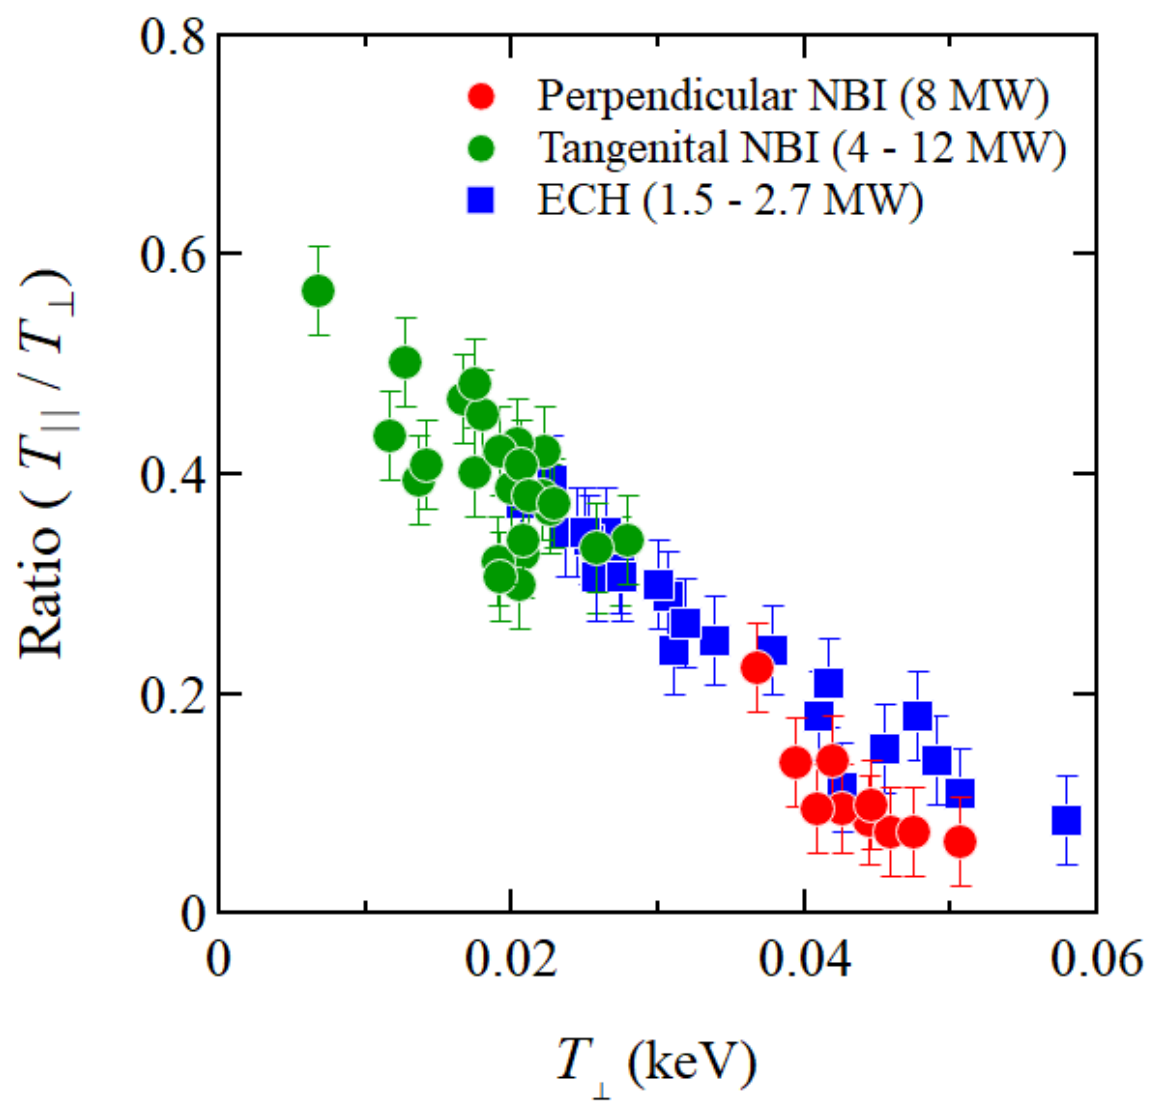 0.8
Perpendicular NBI (8 MW)
Tangenital NBI (4 - 12 MW)
ECH (1.5 - 2.7 MW)
0.6
0.4
0.2
0
Ratio ( T|| / T⊥)
0
0.02
0.04
0.06
T⊥ (keV)